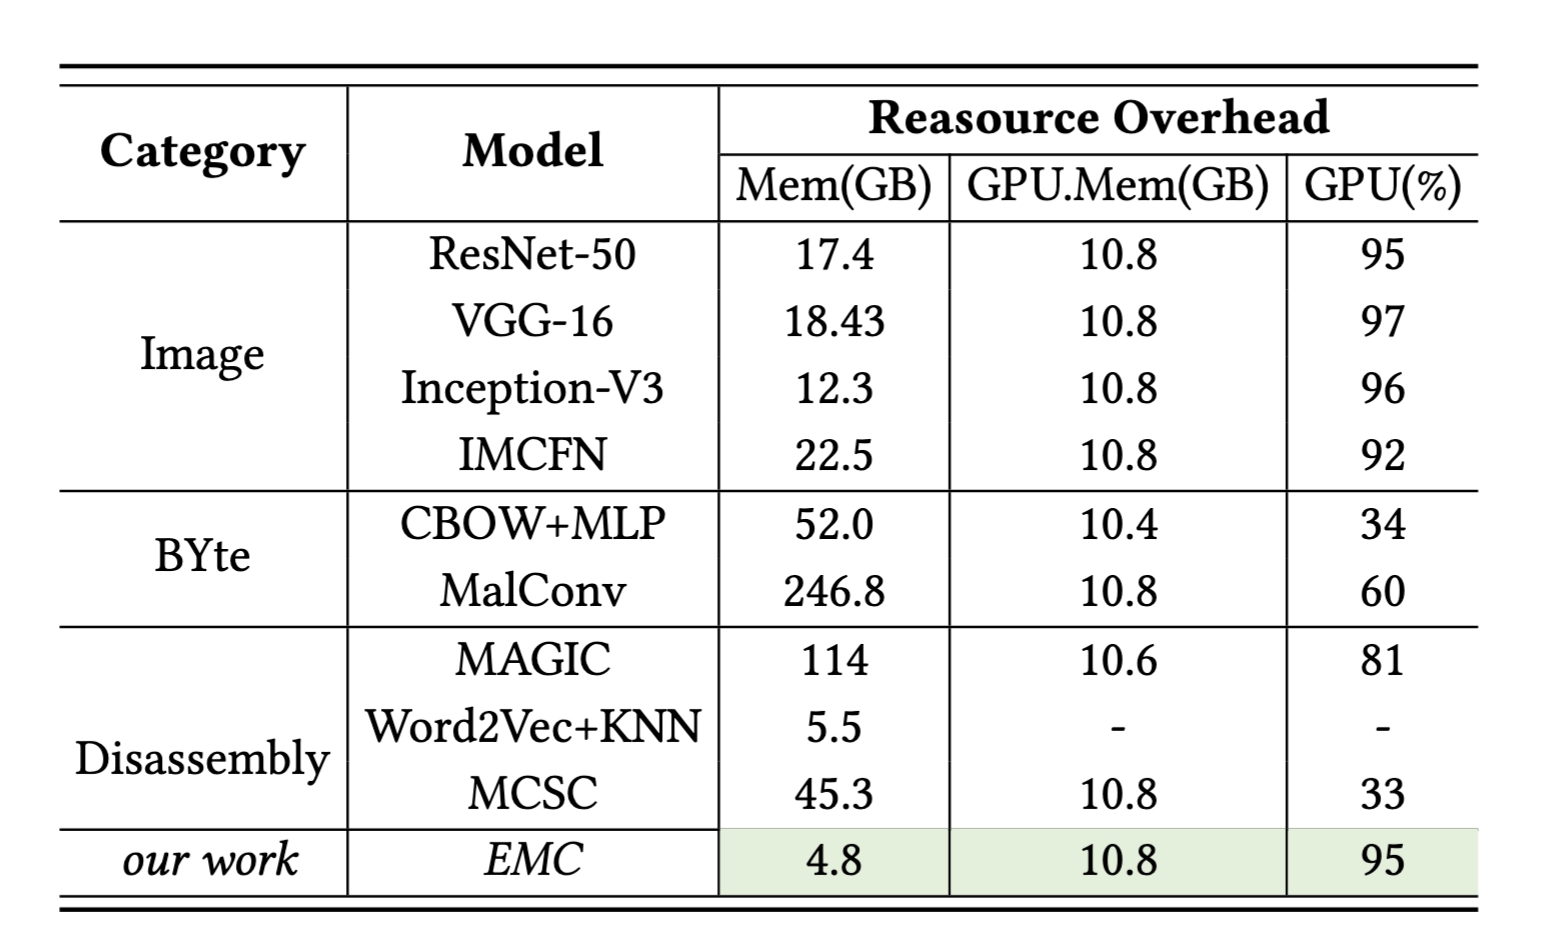 Category Model Reasource Overhead
Mem(GB) GPU.Mem(GB) GPU(%)
Image
ResNet-50 17.4 10.8 95
VGG-16 18.43 10.8 97
Inception-V3 12.3 10.8 96
IMCFN 22.5 10.8 92
BYte
CBOW+MLP 52.0 10.4 34
MalConv 246.8 10.8 60
Disassembly
MAGIC 114 10.6 81
Word2Vec+KNN 5.5 - -
MCSC 45.3 10.8 33
our work EMC 4.8 10.8 95